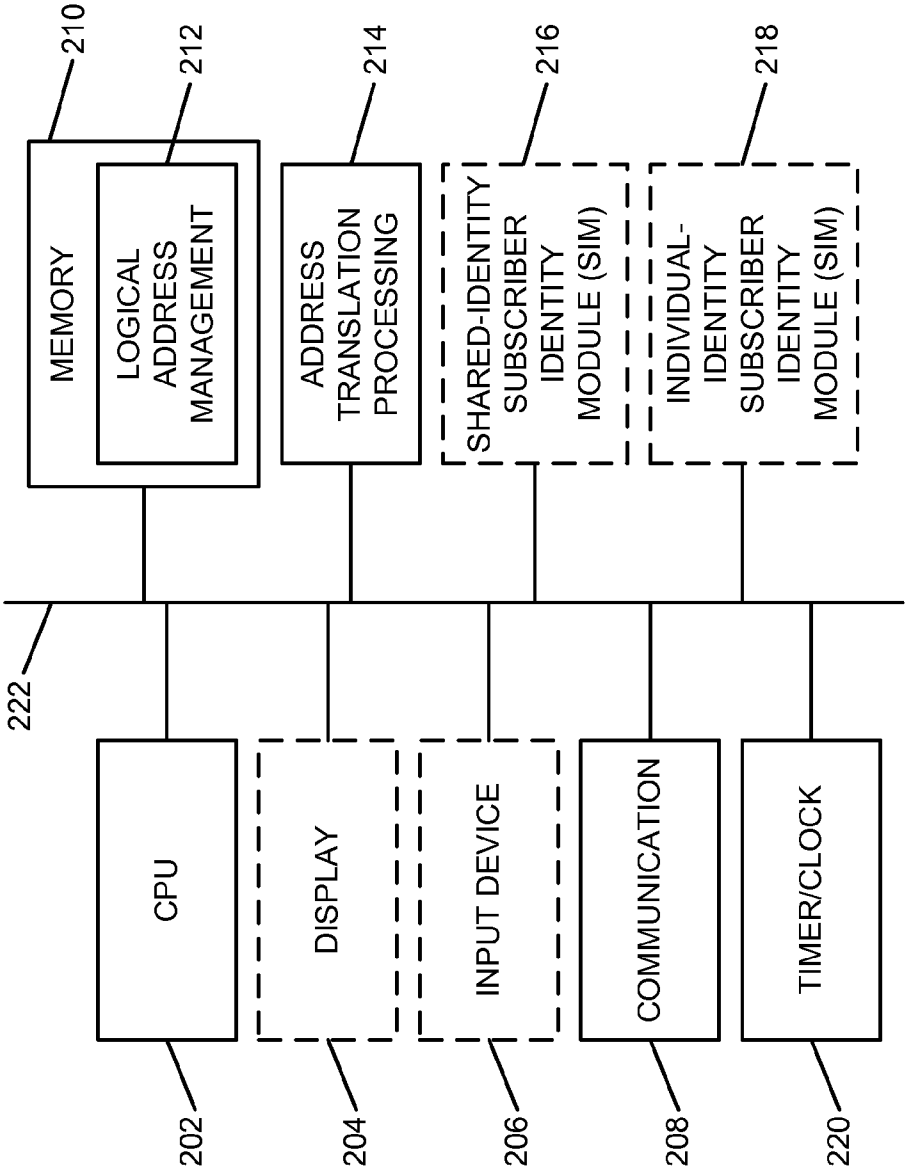 222
202
CPU
204
DISPLAY
206
INPUT DEVICE
208
COMMUNICATION
220
TIMER/CLOCK
210
MEMORY
212
LOGICAL
ADDRESS
MANAGEMENT
214
ADDRESS
TRANSLATION
PROCESSING
216
SHARED-IDENTITY
SUBSCRIBER
IDENTITY
MODULE (SIM)
218
INDIVIDUAL-
IDENTITY
SUBSCRIBER
IDENTITY
MODULE (SIM)